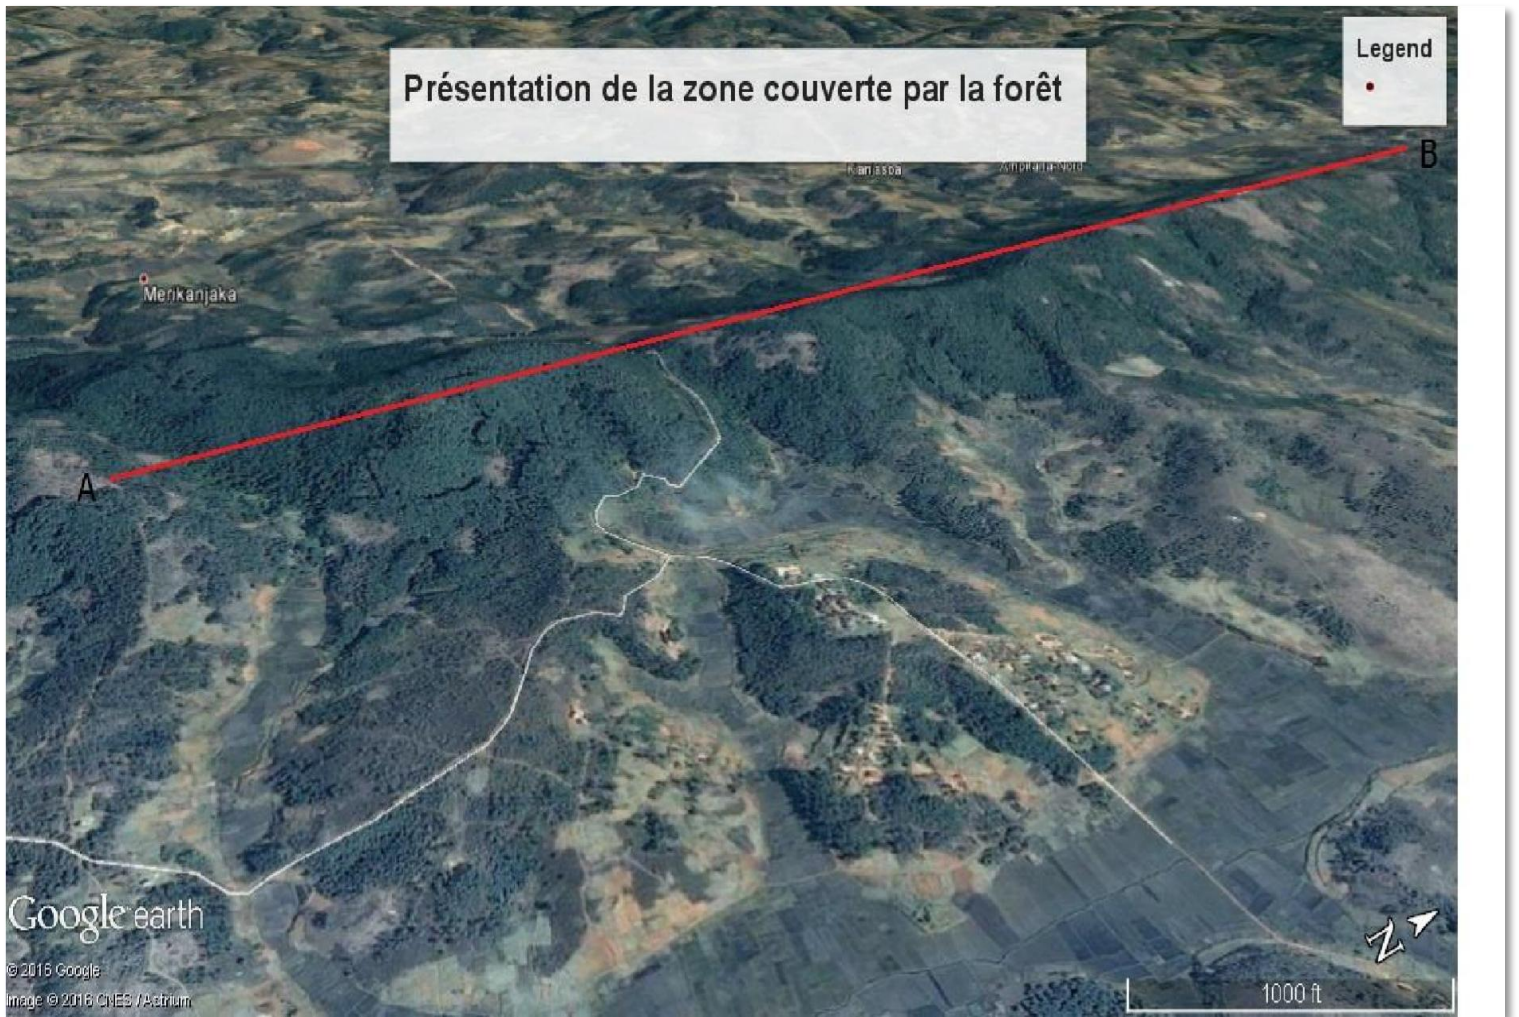 Présentation de la zone couverte par la forêt
Legend
B
Merikanjaka
A
Google earth
© 2016 Google
Image © 2016 CNES / Astrium
N
1000 ft